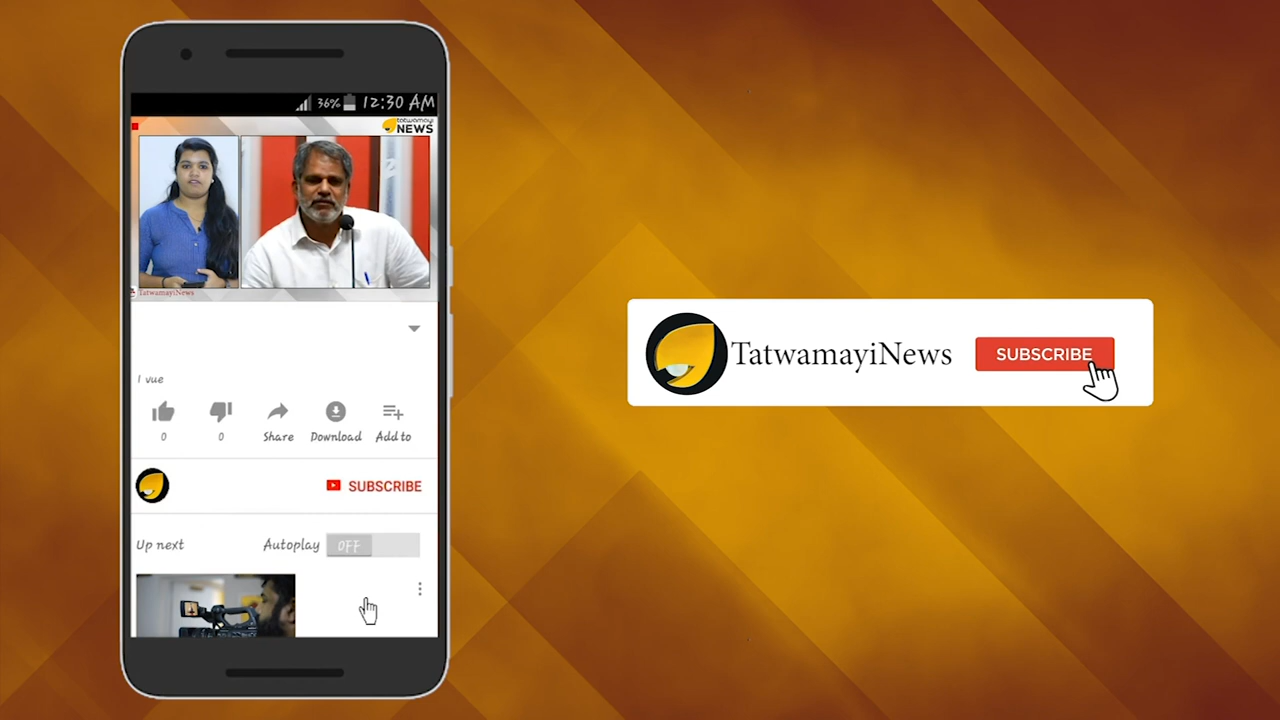 36% 12:30 AM
tatwamayi
NEWS
TatwamayiNews
1 vue
0 0 Share Download Add to
SUBSCRIBE
Up next Autoplay OFF
TatwamayiNews SUBSCRIBE